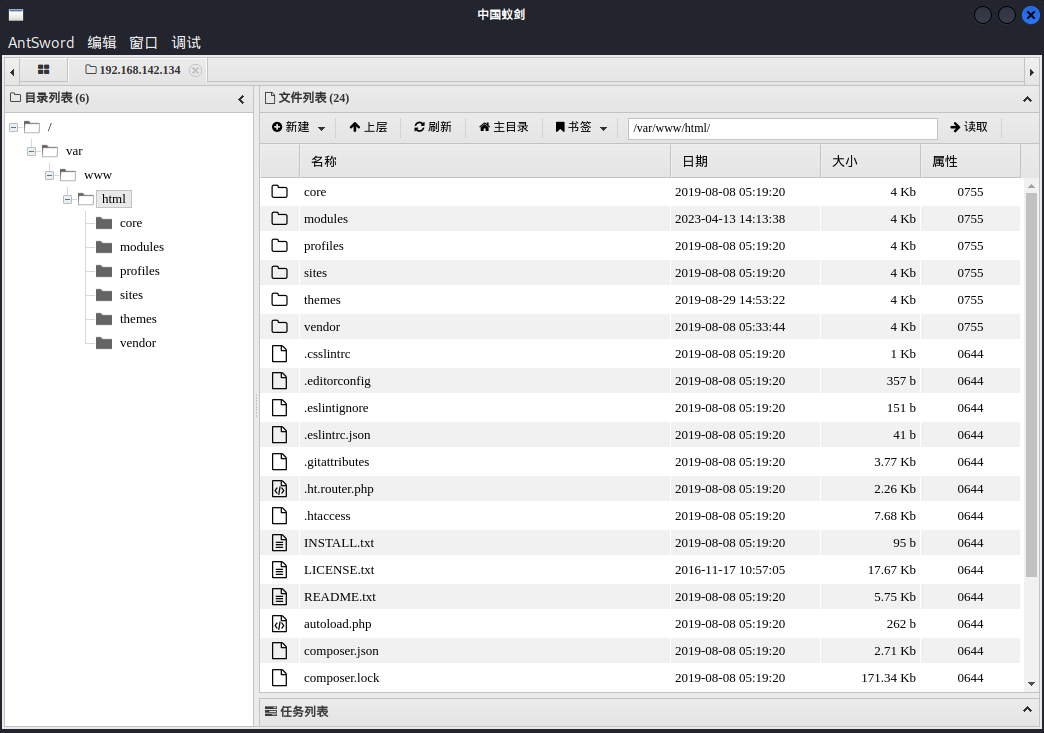 中国蚁剑
AntSword 编辑 窗口 调试
192.168.142.134
目录列表 (6)
/
var
www
html
core
modules
profiles
sites
themes
vendor
文件列表 (24)
新建 上层 刷新 主目录 书签 /var/www/html/ 读取
名称 日期 大小 属性
core 2019-08-08 05:19:20 4 Kb 0755
modules 2023-04-13 14:13:38 4 Kb 0755
profiles 2019-08-08 05:19:20 4 Kb 0755
sites 2019-08-08 05:19:20 4 Kb 0755
themes 2019-08-29 14:53:22 4 Kb 0755
vendor 2019-08-08 05:33:44 4 Kb 0755
.csslintrc 2019-08-08 05:19:20 1 Kb 0644
.editorconfig 2019-08-08 05:19:20 357 b 0644
.eslintignore 2019-08-08 05:19:20 151 b 0644
.eslintrc.json 2019-08-08 05:19:20 41 b 0644
.gitattributes 2019-08-08 05:19:20 3.77 Kb 0644
.ht.router.php 2019-08-08 05:19:20 2.26 Kb 0644
.htaccess 2019-08-08 05:19:20 7.68 Kb 0644
INSTALL.txt 2019-08-08 05:19:20 95 b 0644
LICENSE.txt 2016-11-17 10:57:05 17.67 Kb 0644
README.txt 2019-08-08 05:19:20 5.75 Kb 0644
autoload.php 2019-08-08 05:19:20 262 b 0644
composer.json 2019-08-08 05:19:20 2.71 Kb 0644
composer.lock 2019-08-08 05:19:20 171.34 Kb 0644
任务列表